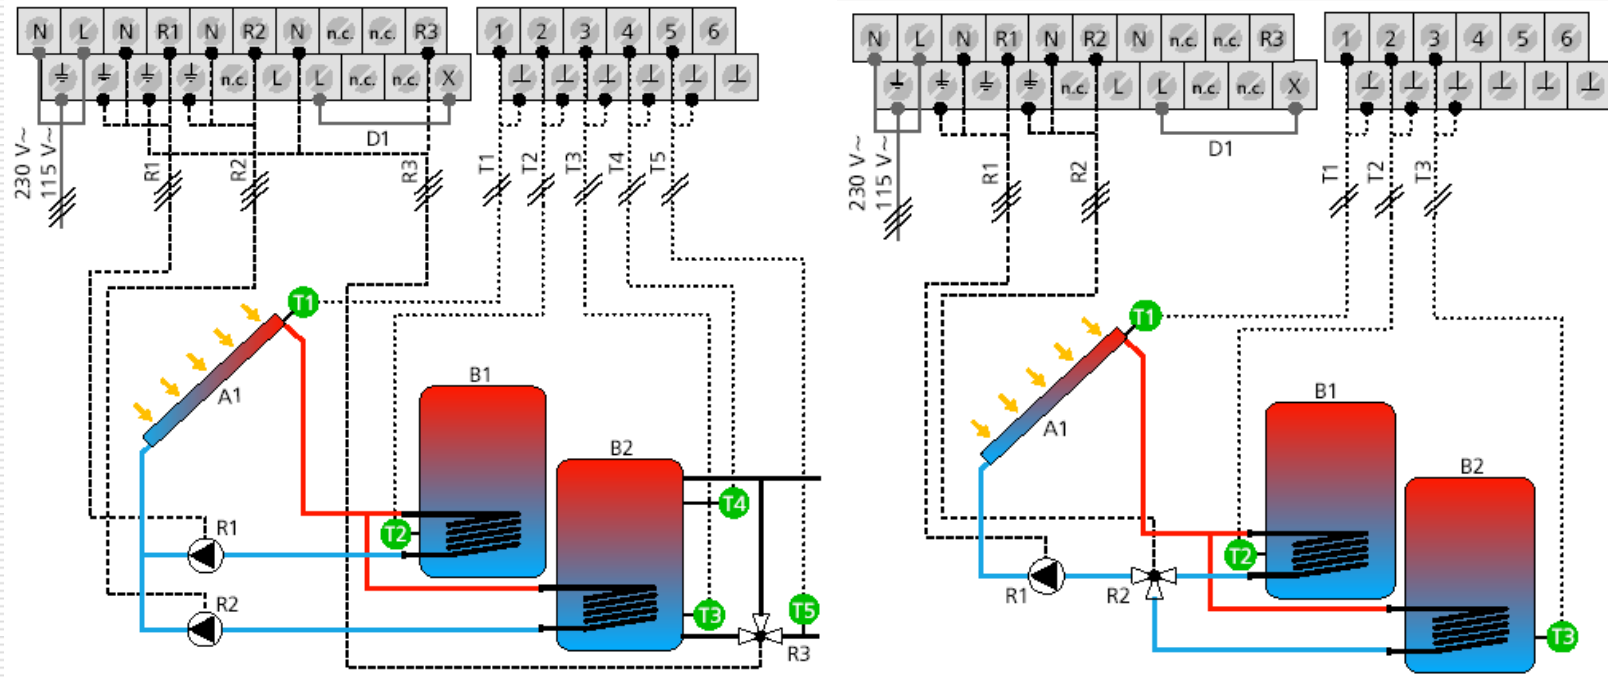 N L N R1 N R2 N n.c. n.c. R3
1 2 3 4 5 6
n.c. L L n.c. n.c. X
D1
230 V~
115 V~
R1
R2
R3
T1
T2
T3
T4
T5
T1
A1
B1
B2
T2
T4
R1
R2
T3
T5
R3
N L N R1 N R2 N n.c. n.c. R3
1 2 3 4 5 6
n.c. L L n.c. n.c. X
D1
230 V~
115 V~
R1
R2
T1
T2
T3
T1
A1
B1
B2
T2
R1
R2
T3